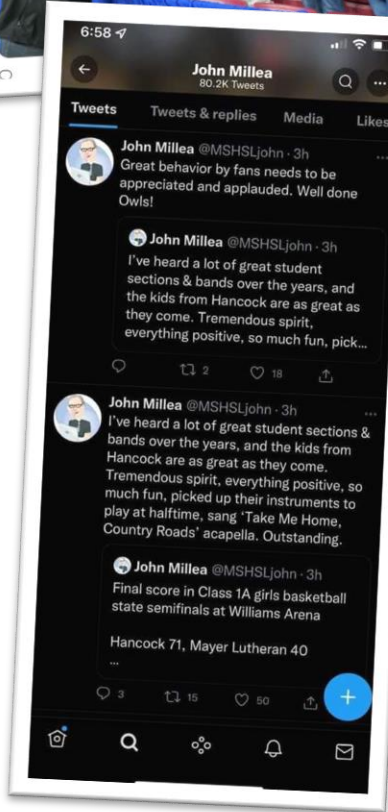 6:58
John Millea
80.2K Tweets
Tweets Tweets & replies Media Likes
John Millea @MSHSLjohn · 3h
Great behavior by fans needs to be
appreciated and applauded. Well done
Owls!
John Millea @MSHSLjohn · 3h
I've heard a lot of great student
sections & bands over the years, and
the kids from Hancock are as great as
they come. Tremendous spirit,
everything positive, so much fun, pick...
2 18
John Millea @MSHSLjohn · 3h
I've heard a lot of great student sections &
bands over the years, and the kids from
Hancock are as great as they come.
Tremendous spirit, everything positive, so
much fun, picked up their instruments to
play at halftime, sang 'Take Me Home,
Country Roads' acapella. Outstanding.
John Millea @MSHSLjohn · 3h
Final score in Class 1A girls basketball
state semifinals at Williams Arena
Hancock 71, Mayer Lutheran 40
...
3 15 50